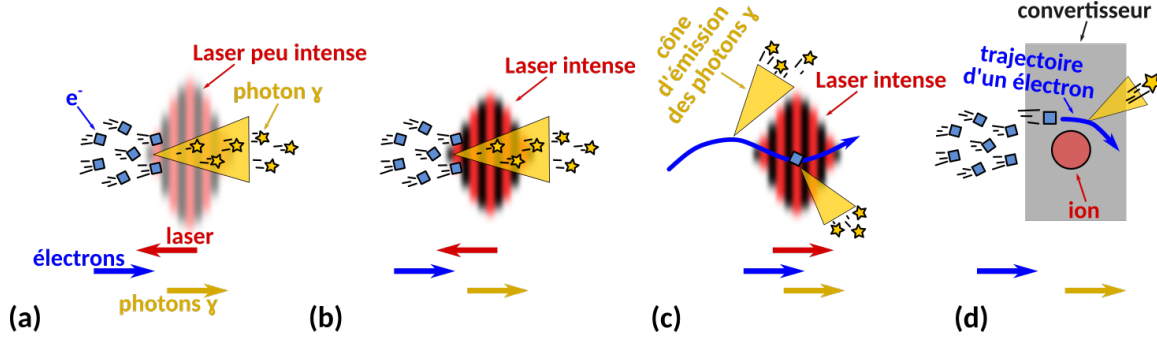 Laser peu intense
e-
photon γ
laser
électrons
photons γ
(a)
Laser intense
(b)
cône
d'émission
des photons γ
Laser intense
(c)
convertisseur
trajectoire
d'un électron
ion
(d)